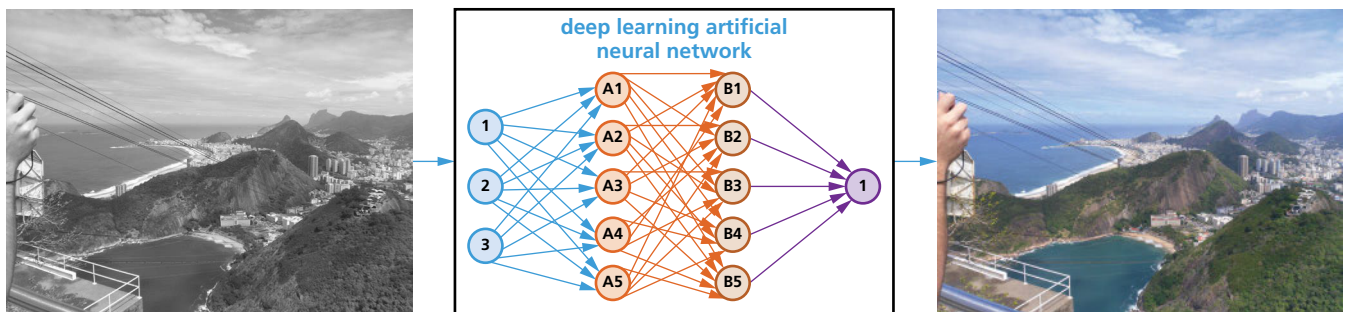 deep learning artificial
neural network
A1
B1
1
A2
B2
2
A3
B3
1
3
A4
B4
A5
B5